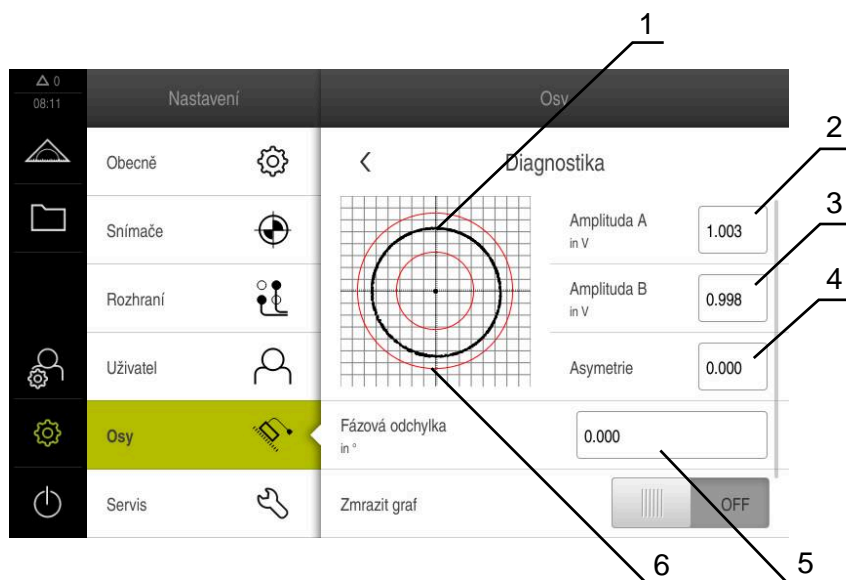 1
0
08:11
Nastavení
Osy
Obecně
Diagnostika
Snímače
Amplituda A
in V
1.003
2
Rozhraní
Amplituda B
in V
0.998
3
Uživatel
Asymetrie
0.000
4
Osy
Fázová odchylka
in °
0.000
Servis
Zmrazit graf
OFF
6
5